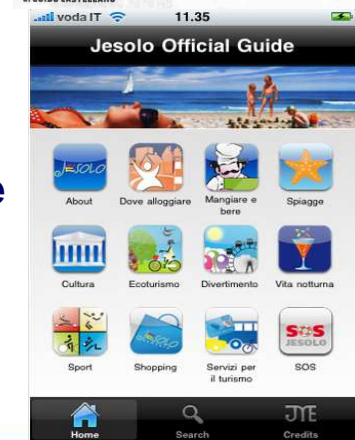 voda IT 11.35
Jesolo Official Guide
e
JESOLO
About
Dove alloggiare
Mangiare e
bere
Spiagge
Cultura
Ecoturismo
Divertimento
Vita notturna
SOS
JESOLO
Sport
Shopping
Servizi per
il turismo
SOS
Home
Search
JYE
Credits